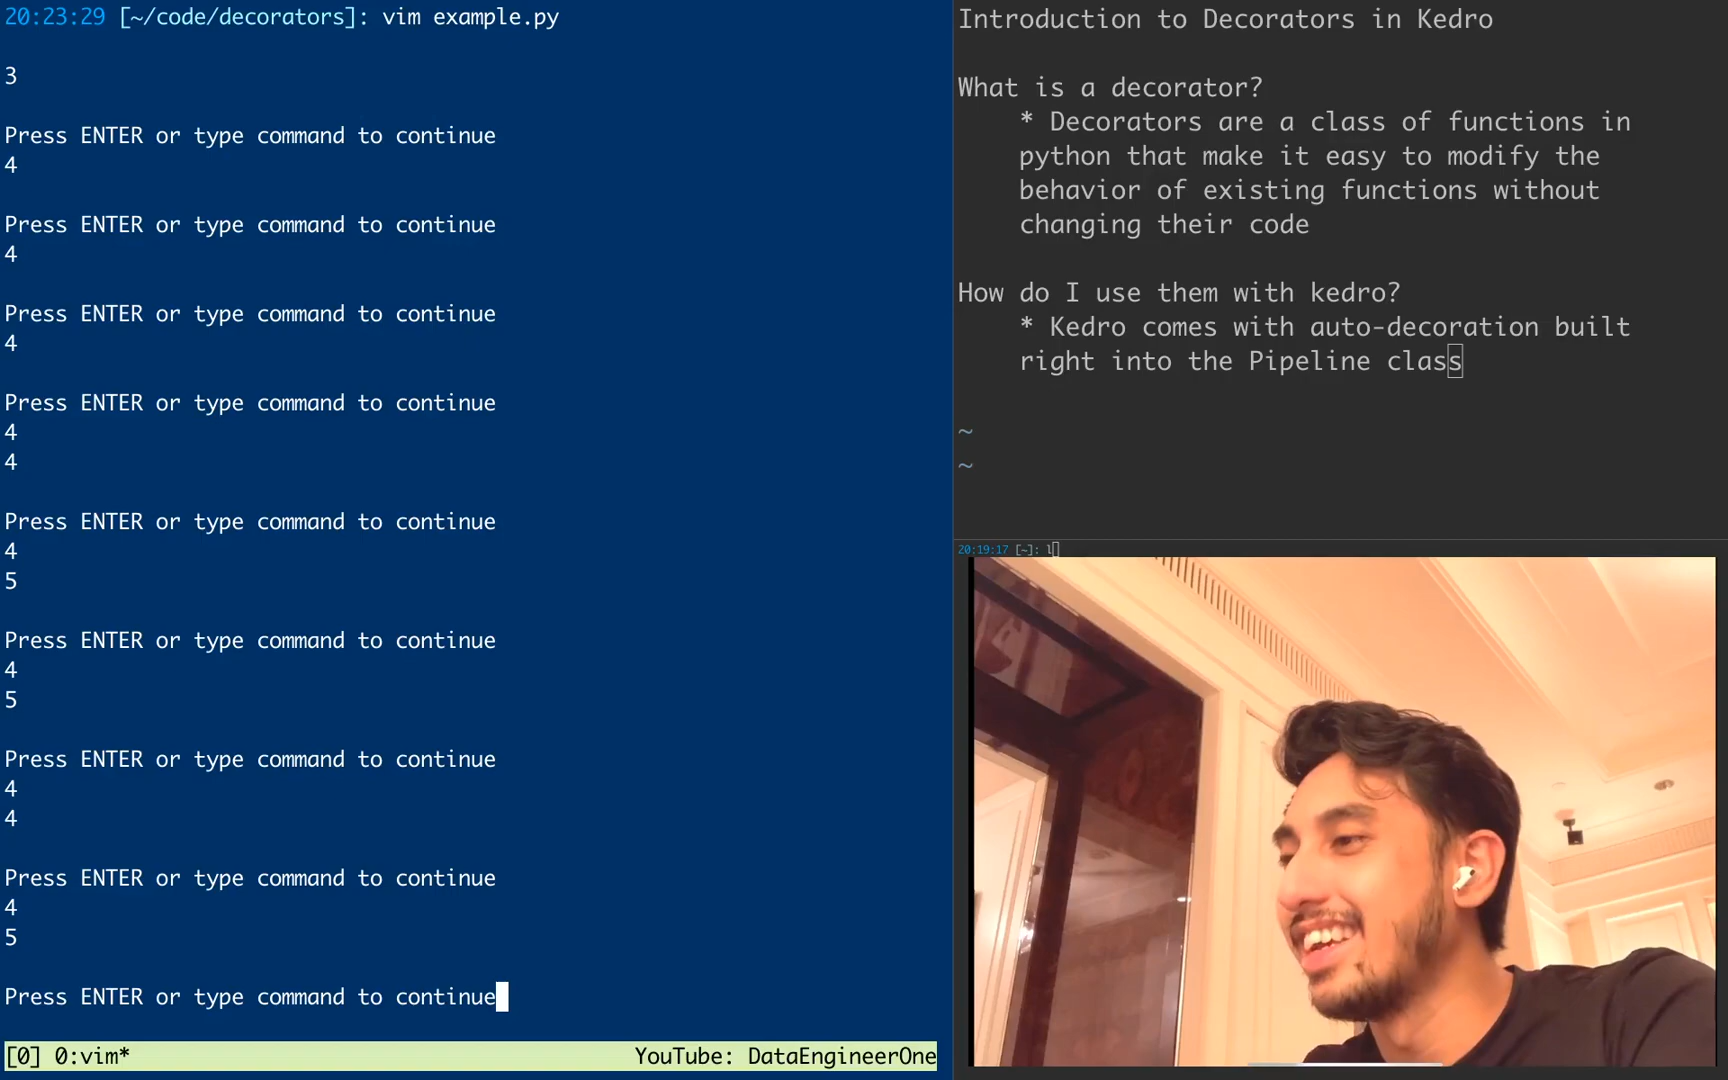 20:23:29 [~/code/decorators]: vim example.py
3
Press ENTER or type command to continue
4
Press ENTER or type command to continue
4
Press ENTER or type command to continue
4
Press ENTER or type command to continue
4
4
Press ENTER or type command to continue
4
5
Press ENTER or type command to continue
4
5
Press ENTER or type command to continue
4
4
Press ENTER or type command to continue
4
5
Press ENTER or type command to continue
[0] 0:vim* YouTube: DataEngineerOne
Introduction to Decorators in Kedro
What is a decorator?
* Decorators are a class of functions in
python that make it easy to modify the
behavior of existing functions without
changing their code
How do I use them with kedro?
* Kedro comes with auto-decoration built
right into the Pipeline class
~
~
20:19:17 [~]: l